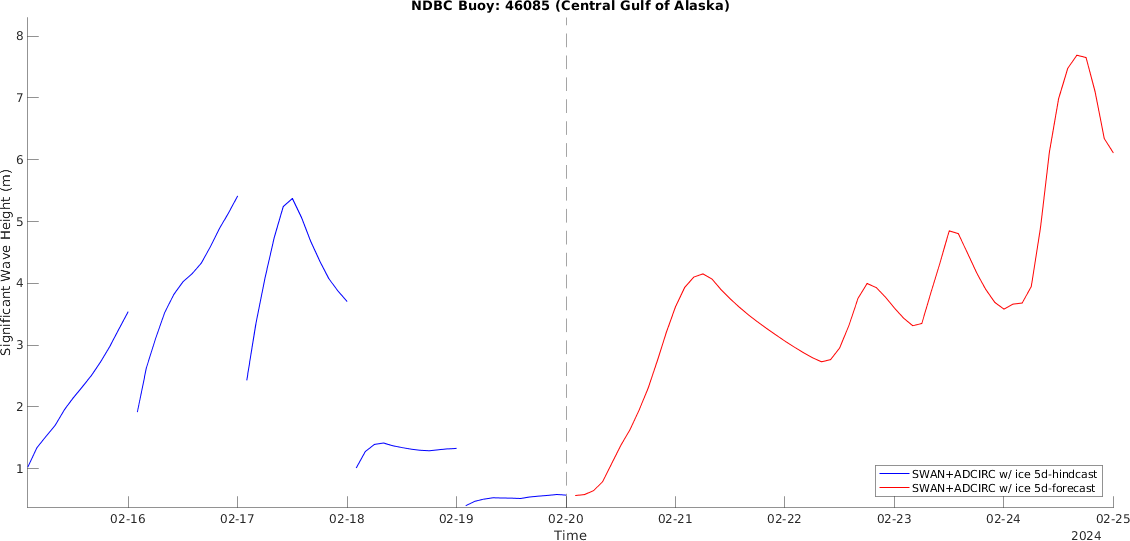 NDBC Buoy: 46085 (Central Gulf of Alaska)
8
7
6
5
4
3
2
1
Significant Wave Height (m)
SWAN+ADCIRC w/ ice 5d-hindcast
SWAN+ADCIRC w/ ice 5d-forecast
02-16 02-17 02-18 02-19 02-20 02-21 02-22 02-23 02-24 02-25
Time
2024